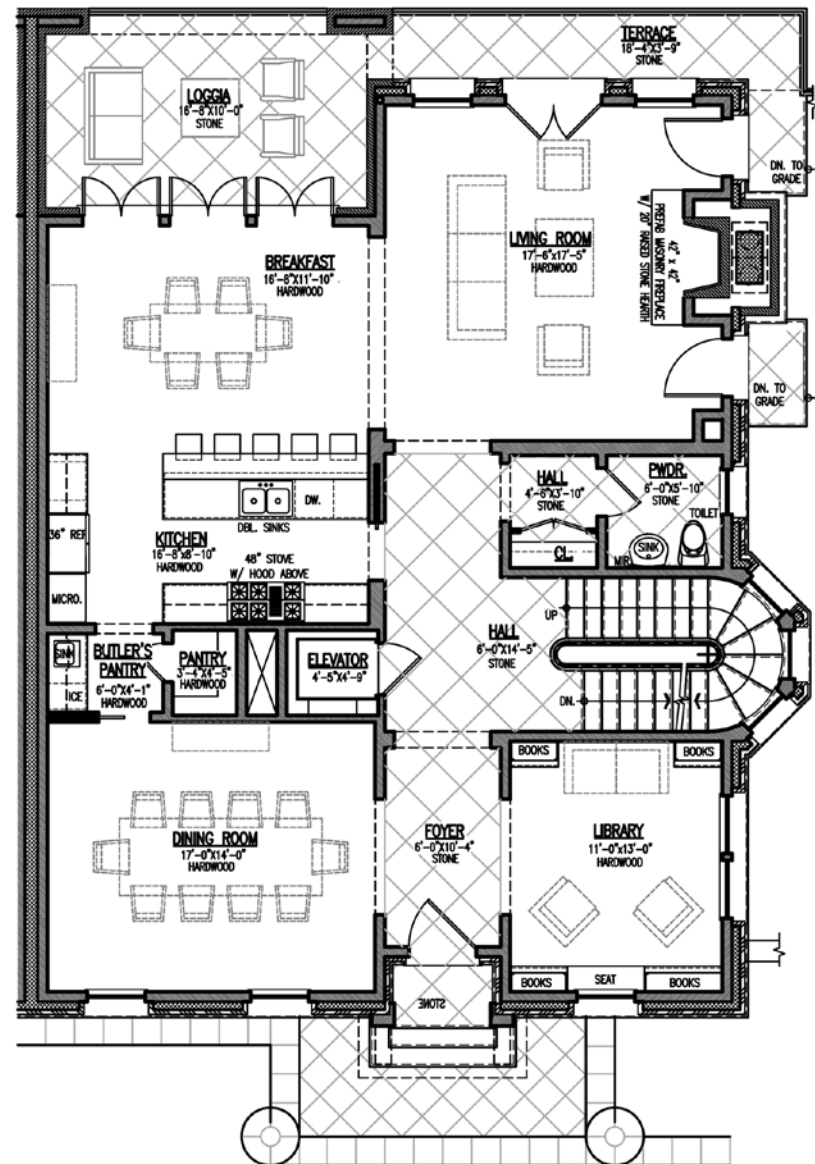 TERRACE
18'-4"X3'-9"
STONE
LOGGIA
16'-8"X10'-0"
STONE
DN. TO
GRADE
LIVING ROOM
17'-6"x17'-5"
HARDWOOD
42" x 42"
PREFAB MASONRY FIREPLACE
W/ 20" RAISED STONE HEARTH
BREAKFAST
16'-8"X11'-10"
HARDWOOD
DN. TO
GRADE
HALL
4'-6"X3'-10"
STONE
PWDR.
6'-0"X5'-10"
STONE
TOILET
SINK
MIR.
CL.
DW.
DBL. SINKS
36" REF.
KITCHEN
16'-8"x8'-10"
HARDWOOD
48" STOVE
W/ HOOD ABOVE
MICRO.
UP
HALL
6'-0"X14'-5"
STONE
SINK
BUTLER'S
PANTRY
6'-0"X4'-1"
HARDWOOD
ICE
PANTRY
3'-4"X4'-5"
HARDWOOD
ELEVATOR
4'-5"X4'-9"
DN.
BOOKS
BOOKS
DINING ROOM
17'-0"X14'-0"
HARDWOOD
FOYER
6'-0"X10'-4"
STONE
LIBRARY
11'-0"x13'-0"
HARDWOOD
BOOKS
SEAT
BOOKS
STONE